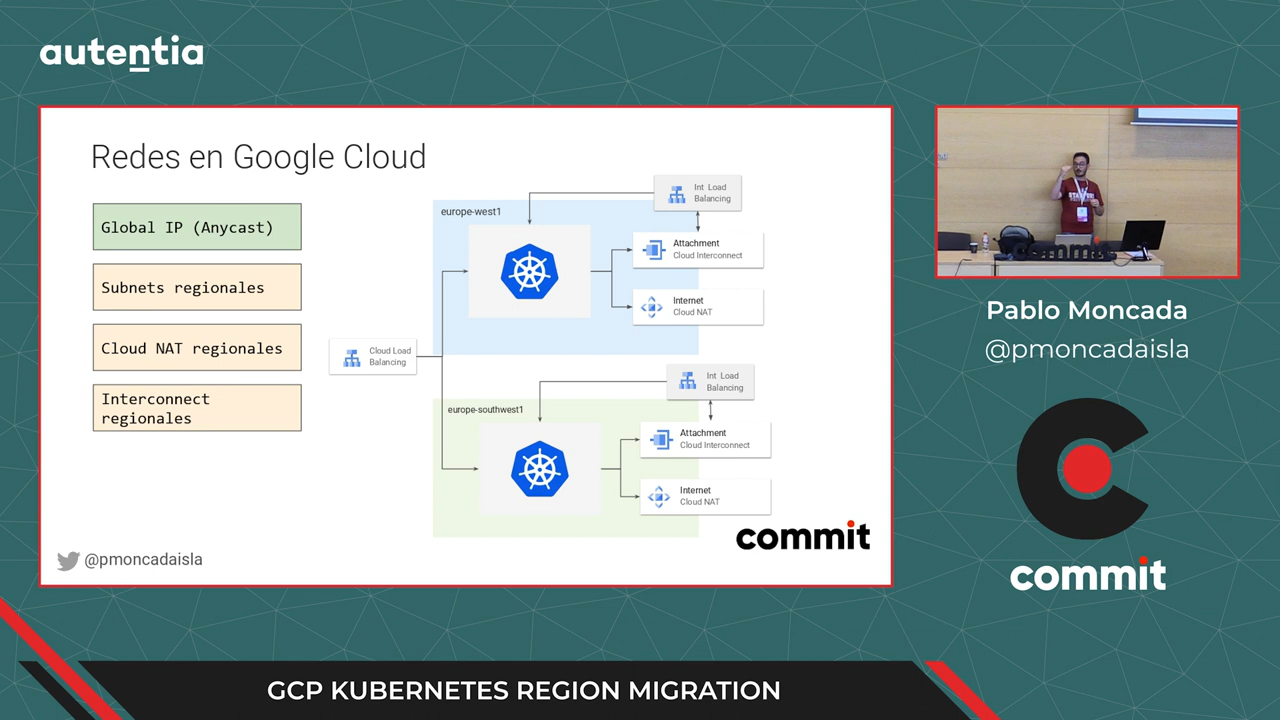 autentia
Redes en Google Cloud
Global IP (Anycast)
Subnets regionales
Cloud NAT regionales
Interconnect
regionales
Cloud Load
Balancing
europe-west1
Int Load
Balancing
Attachment
Cloud Interconnect
Internet
Cloud NAT
europe-southwest1
Int Load
Balancing
Attachment
Cloud Interconnect
Internet
Cloud NAT
commit
@pmoncadaisla
commit
Pablo Moncada
@pmoncadaisla
commit
GCP KUBERNETES REGION MIGRATION